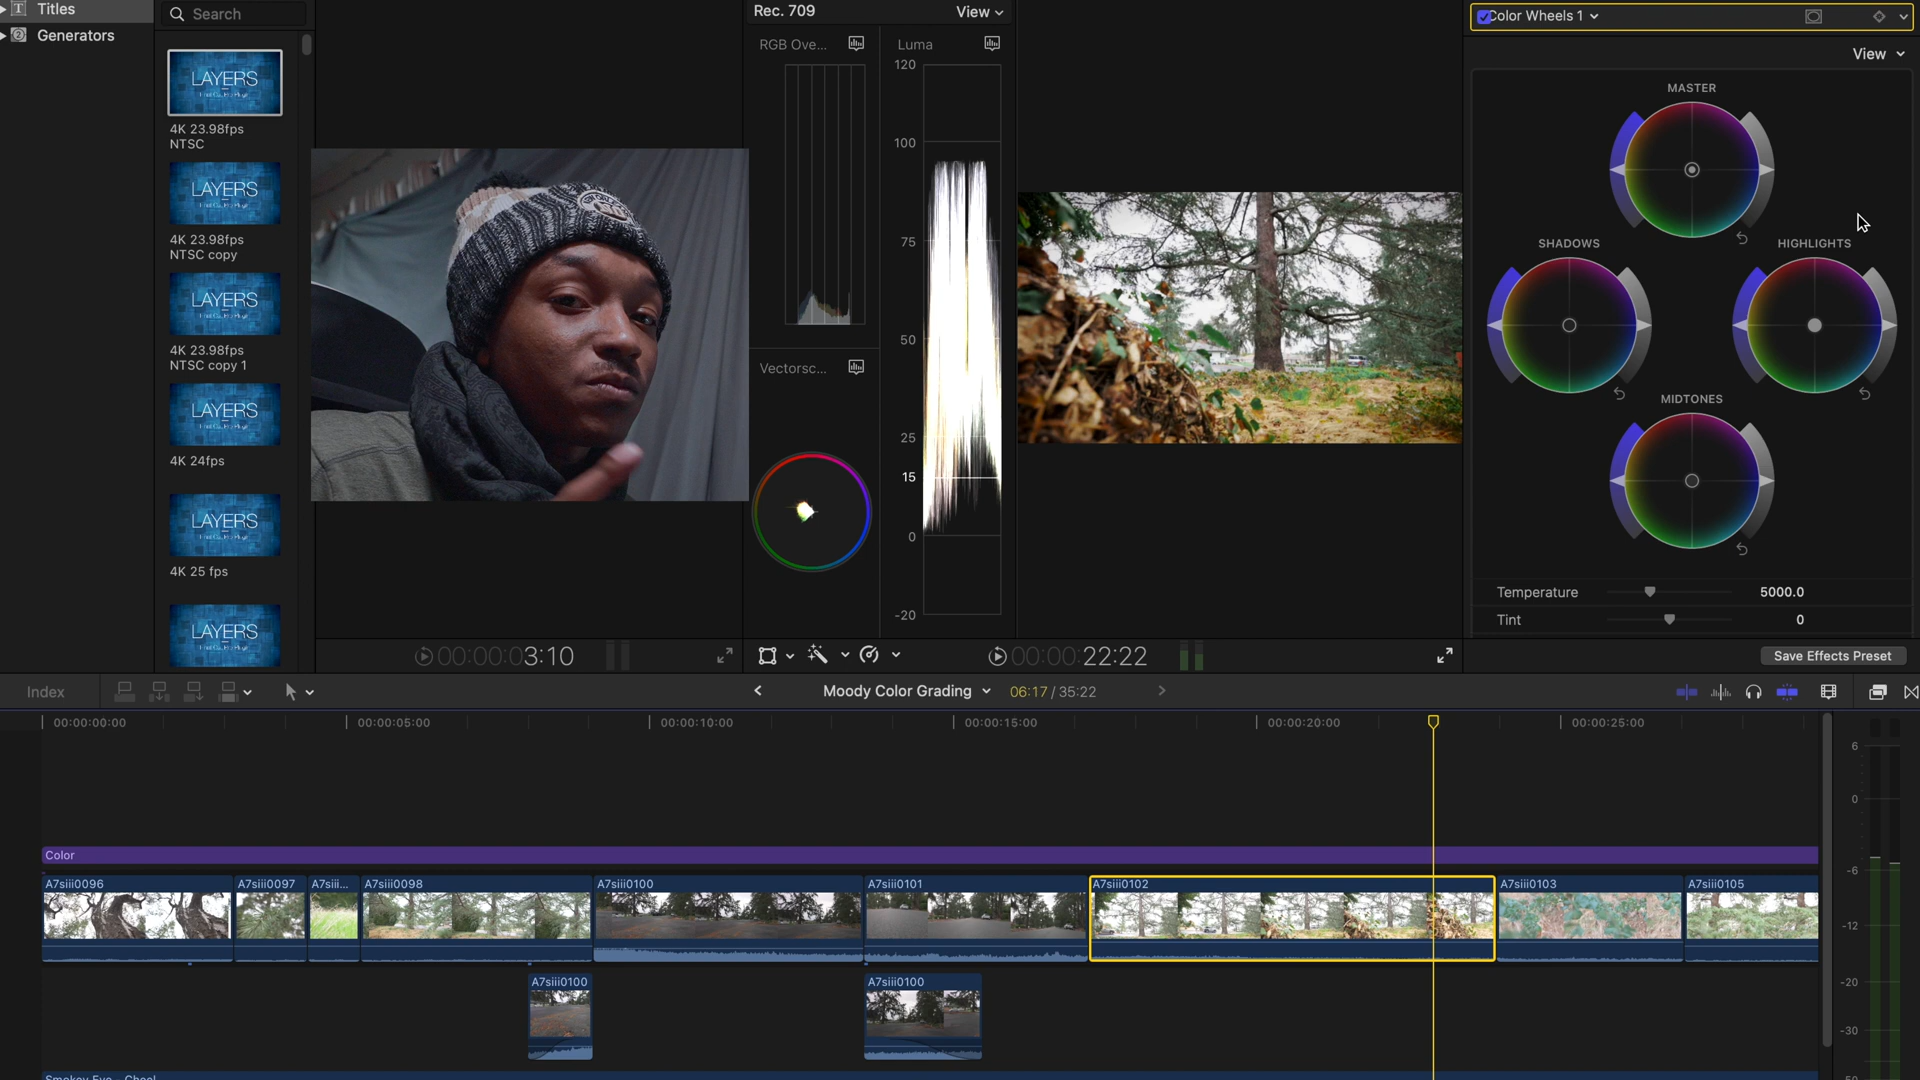 Titles
Generators
Search
LAYERS
4K 23.98fps
NTSC
LAYERS
4K 23.98fps
NTSC copy
LAYERS
4K 23.98fps
NTSC copy 1
LAYERS
4K 24fps
LAYERS
4K 25 fps
LAYERS
Rec. 709
View
RGB Ove...
Luma
120
100
75
50
25
15
0
-20
Vectorsc...
Color Wheels 1
View
MASTER
SHADOWS
HIGHLIGHTS
MIDTONES
Temperature
5000.0
Tint
0
Save Effects Preset
00:00:03:10
00:00:22:22
Index
Moody Color Grading
06:17 / 35:22
00:00:00:00
00:00:05:00
00:00:10:00
00:00:15:00
00:00:20:00
00:00:25:00
Color
A7siii0096
A7siii0097
A7siii...
A7siii0098
A7siii0100
A7siii0101
A7siii0102
A7siii0103
A7siii0105
A7siii0100
A7siii0100
6
0
-6
-12
-20
-30